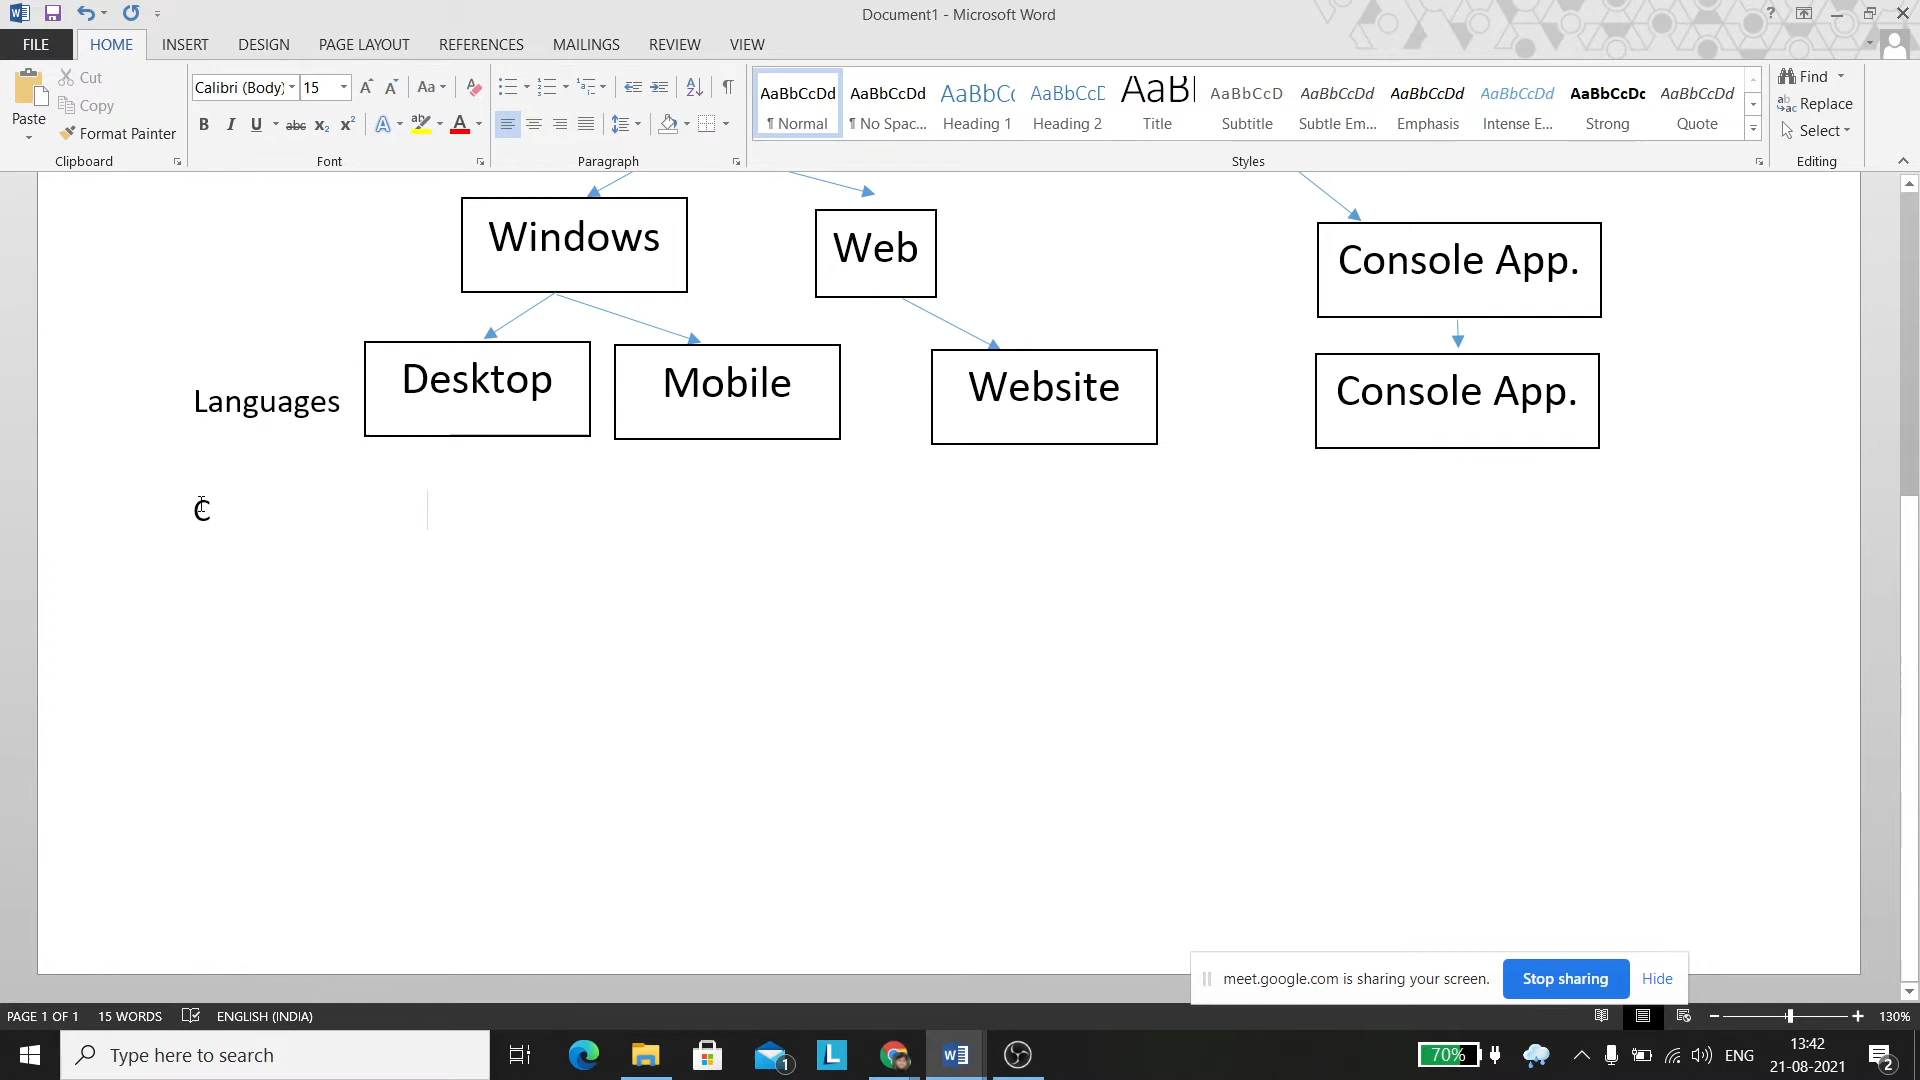 Document1 - Microsoft Word
FILE HOME INSERT DESIGN PAGE LAYOUT REFERENCES MAILINGS REVIEW VIEW
Paste
Cut
Copy
Format Painter
Clipboard
Calibri (Body) 15
Font
Paragraph
AaBbCcDd AaBbCcDd AaBbCc AaBbCcC AaB AaBbCcD AaBbCcDd AaBbCcDd AaBbCcDd AaBbCcDc AaBbCcDd
¶ Normal ¶ No Spac... Heading 1 Heading 2 Title Subtitle Subtle Em... Emphasis Intense E... Strong Quote
Styles
Find
Replace
Select
Editing
Windows Web Console App.
Languages Desktop Mobile Website Console App.
C
meet.google.com is sharing your screen. Stop sharing Hide
PAGE 1 OF 1 15 WORDS ENGLISH (INDIA) 130%
Type here to search
70% ENG
13:42
21-08-2021
2